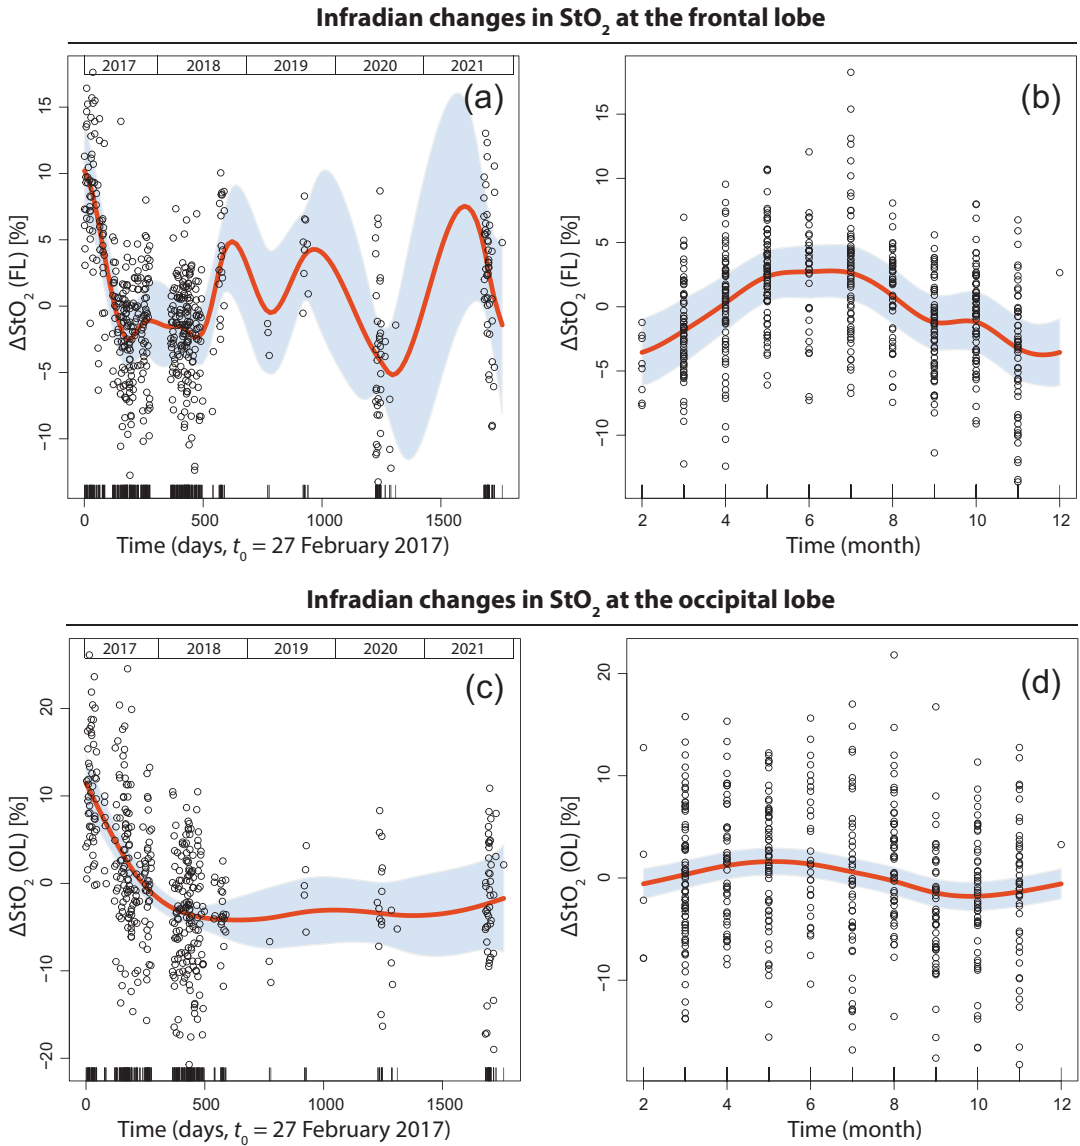 Infradian changes in StO₂ at the frontal lobe
2017 2018 2019 2020 2021
(a)
ΔStO₂ (FL) [%]
15
10
5
0
−5
−10
0 500 1000 1500
Time (days, t₀ = 27 February 2017)
(b)
ΔStO₂ (FL) [%]
15
10
5
0
−5
−10
2 4 6 8 10 12
Time (month)
Infradian changes in StO₂ at the occipital lobe
2017 2018 2019 2020 2021
(c)
ΔStO₂ (OL) [%]
20
10
0
−10
−20
0 500 1000 1500
Time (days, t₀ = 27 February 2017)
(d)
ΔStO₂ (OL) [%]
20
10
0
−10
2 4 6 8 10 12
Time (month)